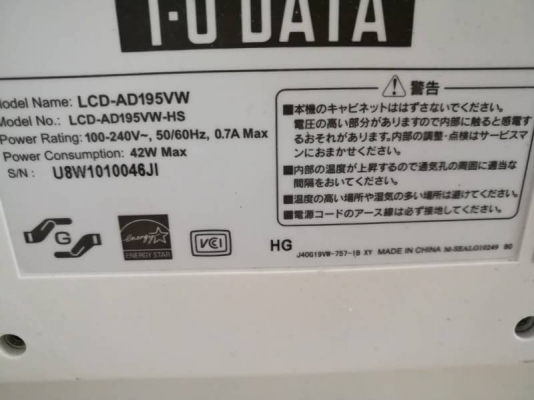 I-O DATA
odel Name: LCD-AD195VW
Model No.: LCD-AD195VW-HS
Power Rating: 100-240V~, 50/60Hz, 0.7A Max
Power Consumption: 42W Max
S/N: U8W1010046JI
警告
■本機のキャビネットははずさないでください。
電圧の高い部分がありますので内部に触ると感電す
るおそれがあります。内部の調整・点検はサービスマ
ンにおまかせください。
■内部の温度が上昇するので通気孔の周囲に適当な
間隔をおいてください。
■温度の高い場所や湿気の多い場所は避けてください。
■電源コードのアース線は必ず接地してください。
G
energy
ENERGY STAR
VCI
HG
J40G19VW-757-1B XY MADE IN CHINA